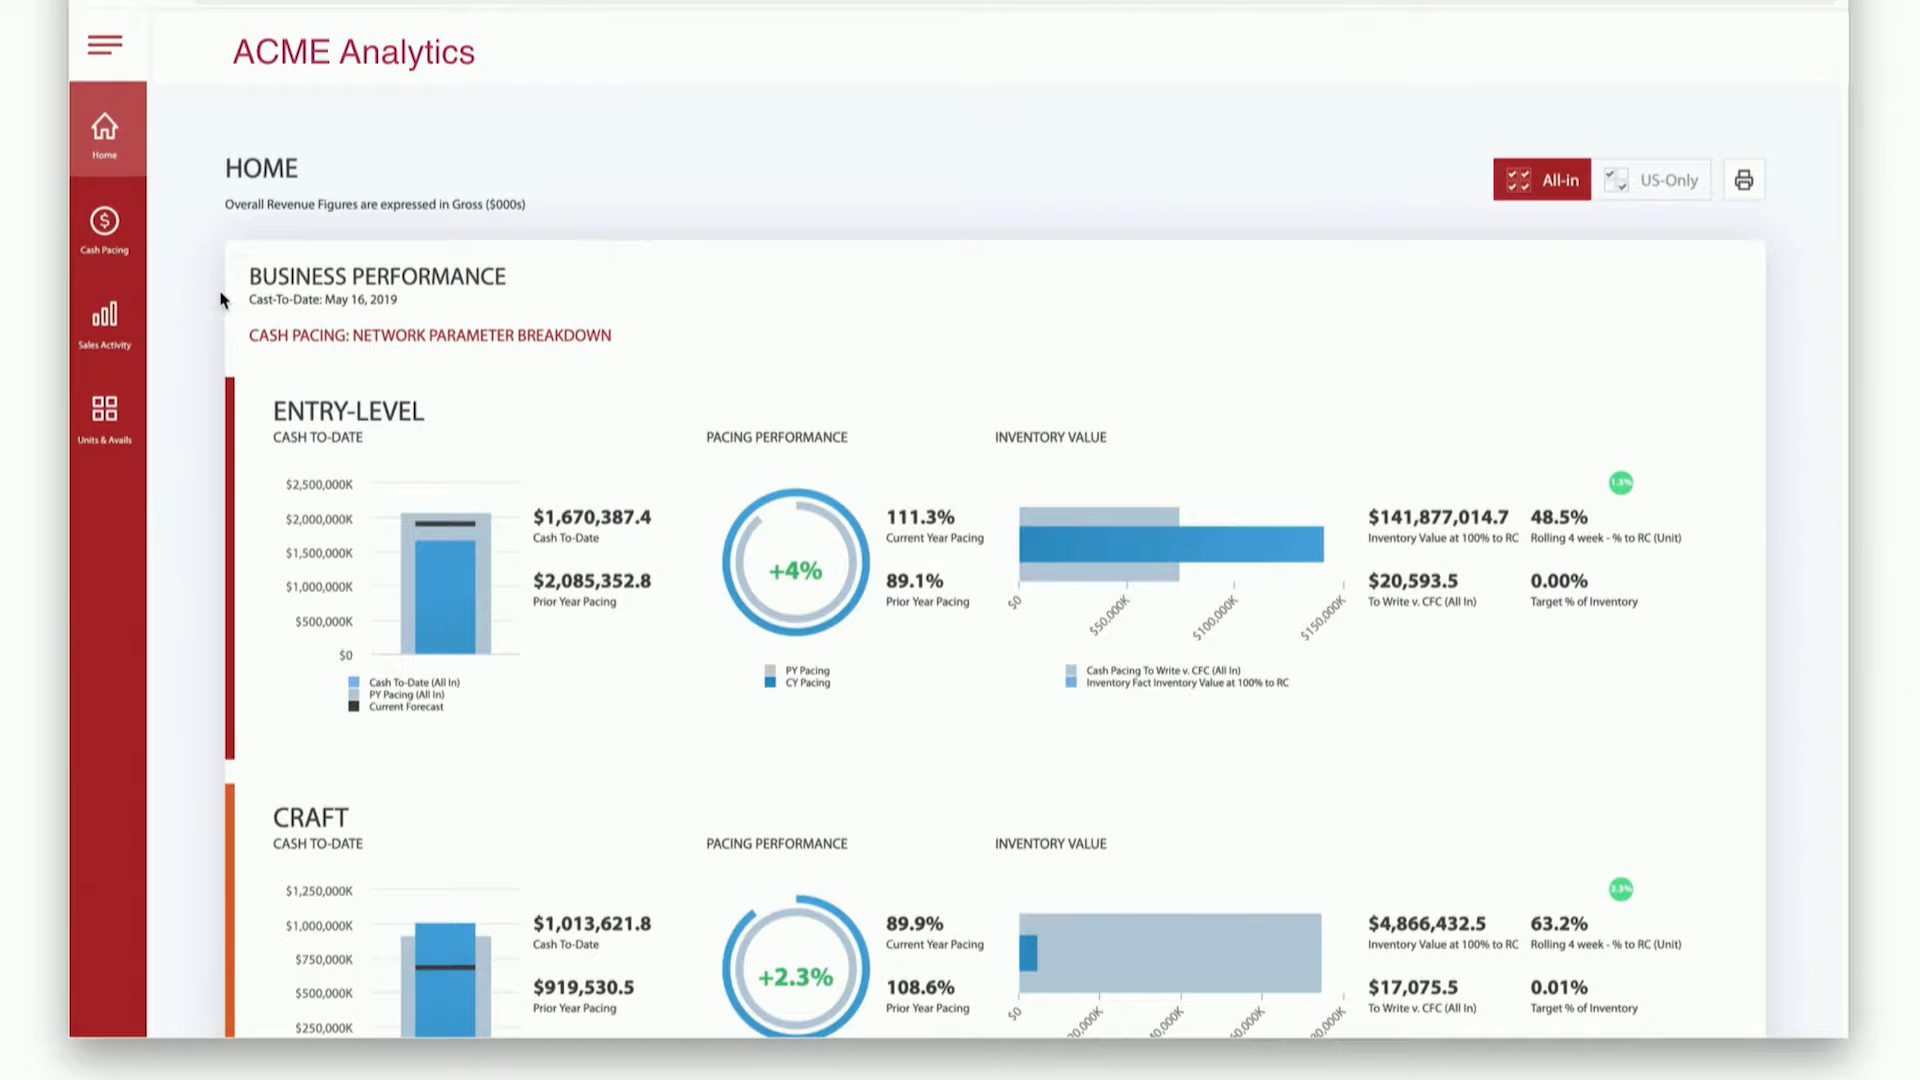 ACME Analytics
Home
Cash Pacing
Sales Activity
Units & Avails
HOME
Overall Revenue Figures are expressed in Gross ($000s)
All-in
US-Only
BUSINESS PERFORMANCE
Cast-To-Date: May 16, 2019
CASH PACING: NETWORK PARAMETER BREAKDOWN
ENTRY-LEVEL
CASH TO-DATE
$2,500,000K
$2,000,000K
$1,500,000K
$1,000,000K
$500,000K
$0
Cash To-Date (All In)
PY Pacing (All In)
Current Forecast
$1,670,387.4
Cash To-Date
$2,085,352.8
Prior Year Pacing
PACING PERFORMANCE
+4%
PY Pacing
CY Pacing
111.3%
Current Year Pacing
89.1%
Prior Year Pacing
INVENTORY VALUE
$0
$50,000K
$100,000K
$150,000K
Cash Pacing To Write v. CFC (All In)
Inventory Fact Inventory Value at 100% to RC
$141,877,014.7
Inventory Value at 100% to RC
$20,593.5
To Write v. CFC (All In)
1.3%
48.5%
Rolling 4 week - % to RC (Unit)
0.00%
Target % of Inventory
CRAFT
CASH TO-DATE
$1,250,000K
$1,000,000K
$750,000K
$500,000K
$250,000K
$1,013,621.8
Cash To-Date
$919,530.5
Prior Year Pacing
PACING PERFORMANCE
+2.3%
89.9%
Current Year Pacing
108.6%
Prior Year Pacing
INVENTORY VALUE
$0
$4,866,432.5
Inventory Value at 100% to RC
$17,075.5
To Write v. CFC (All In)
2.3%
63.2%
Rolling 4 week - % to RC (Unit)
0.01%
Target % of Inventory